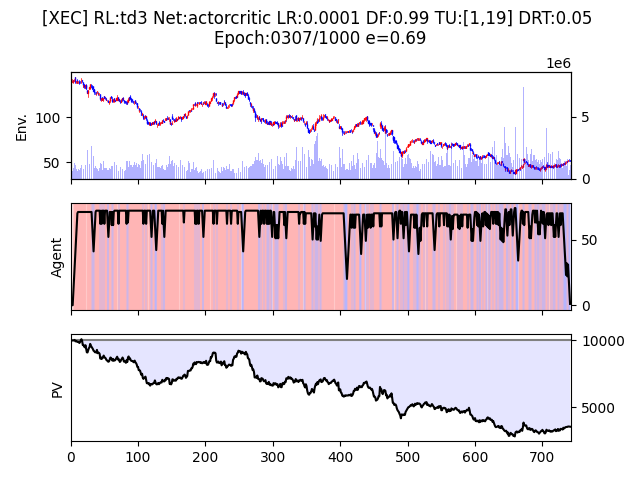 [XEC] RL:td3 Net:actorcritic LR:0.0001 DF:0.99 TU:[1,19] DRT:0.05
Epoch:0307/1000 e=0.69
1e6
Env.
100
50
5
0
Agent
50
0
PV
10000
5000
0 100 200 300 400 500 600 700